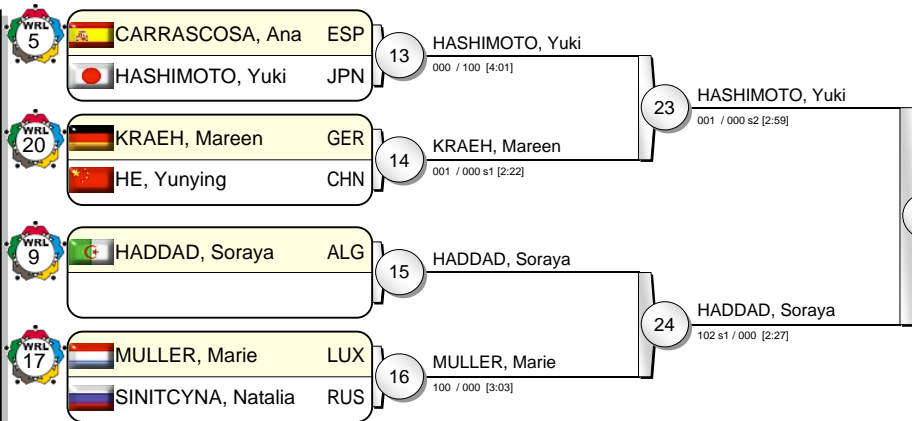 WRL
5
CARRASCOSA, Ana ESP
HASHIMOTO, Yuki JPN
13
HASHIMOTO, Yuki
000 / 100 [4:01]
23
HASHIMOTO, Yuki
001 / 000 s2 [2:59]
WRL
20
KRAEH, Mareen GER
HE, Yunying CHN
14
KRAEH, Mareen
001 / 000 s1 [2:22]
WRL
9
HADDAD, Soraya ALG
15
HADDAD, Soraya
24
HADDAD, Soraya
102 s1 / 000 [2:27]
WRL
17
MULLER, Marie LUX
SINITCYNA, Natalia RUS
16
MULLER, Marie
100 / 000 [3:03]